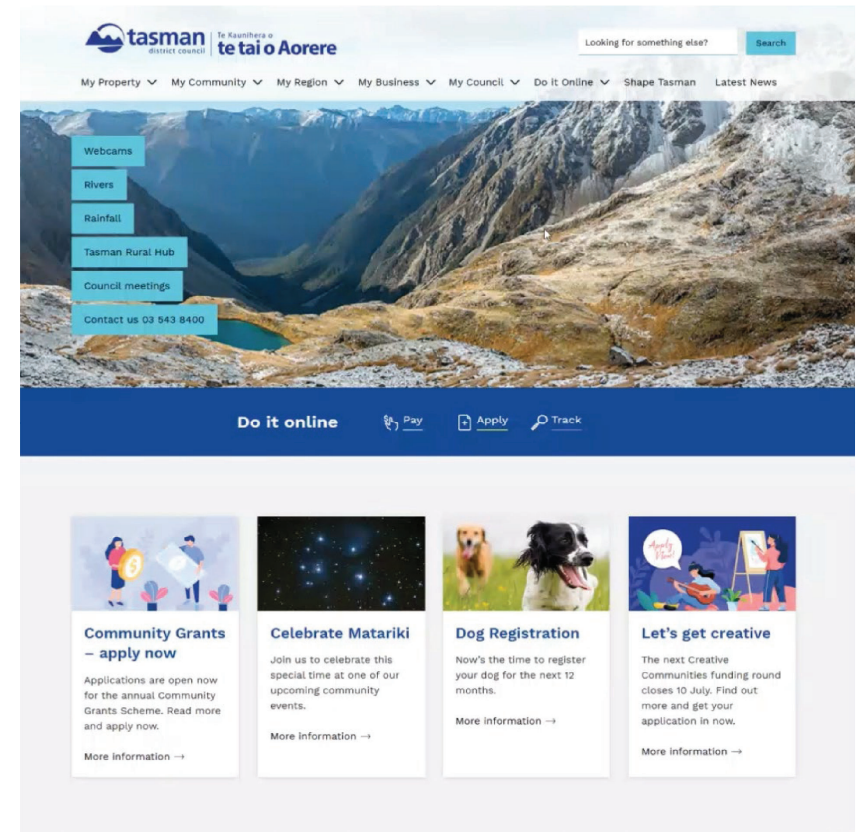 tasman
district council
Te Kaunihera o
te tai o Aorere
Looking for something else?
Search
My Property
My Community
My Region
My Business
My Council
Do it Online
Shape Tasman
Latest News
Webcams
Rivers
Rainfall
Tasman Rural Hub
Council meetings
Contact us 03 543 8400
Do it online
Pay
Apply
Track
Community Grants
– apply now
Applications are open now
for the annual Community
Grants Scheme. Read more
and apply now.
More information →
Celebrate Matariki
Join us to celebrate this
special time at one of our
upcoming community
events.
More information →
Dog Registration
Now's the time to register
your dog for the next 12
months.
More information →
Apply
Now!
Let's get creative
The next Creative
Communities funding round
closes 10 July. Find out
more and get your
application in now.
More information →